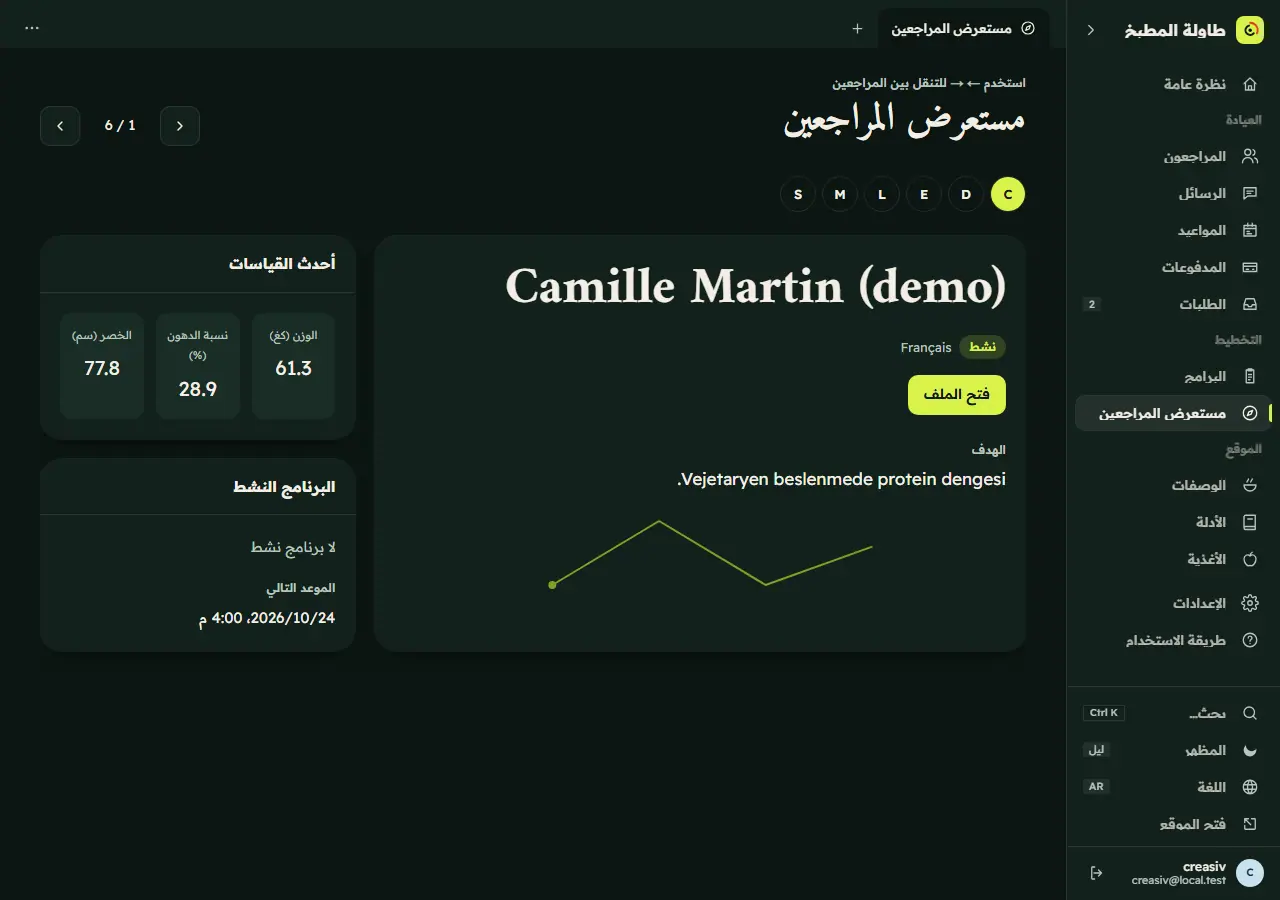 طاولة المطبخ
نظرة عامة
العيادة
المراجعون
الرسائل
المواعيد
المدفوعات
الطلبات
2
التخطيط
البرامج
مستعرض المراجعين
الموقع
الوصفات
الأدلة
الأغذية
الإعدادات
طريقة الاستخدام
بحث...
Ctrl K
المظهر
ليل
اللغة
AR
فتح الموقع
C
creasiv
creasiv@local.test
مستعرض المراجعين
استخدم ← → للتنقل بين المراجعين
مستعرض المراجعين
6 / 1
C
D
E
L
M
S
Camille Martin (demo)
نشط Français
فتح الملف
الهدف
Vejetaryen beslenmede protein dengesi.
أحدث القياسات
الوزن (كغ)
61.3
نسبة الدهون (%)
28.9
الخصر (سم)
77.8
البرنامج النشط
لا برنامج نشط
الموعد التالي
2026/10/24، 4:00 م